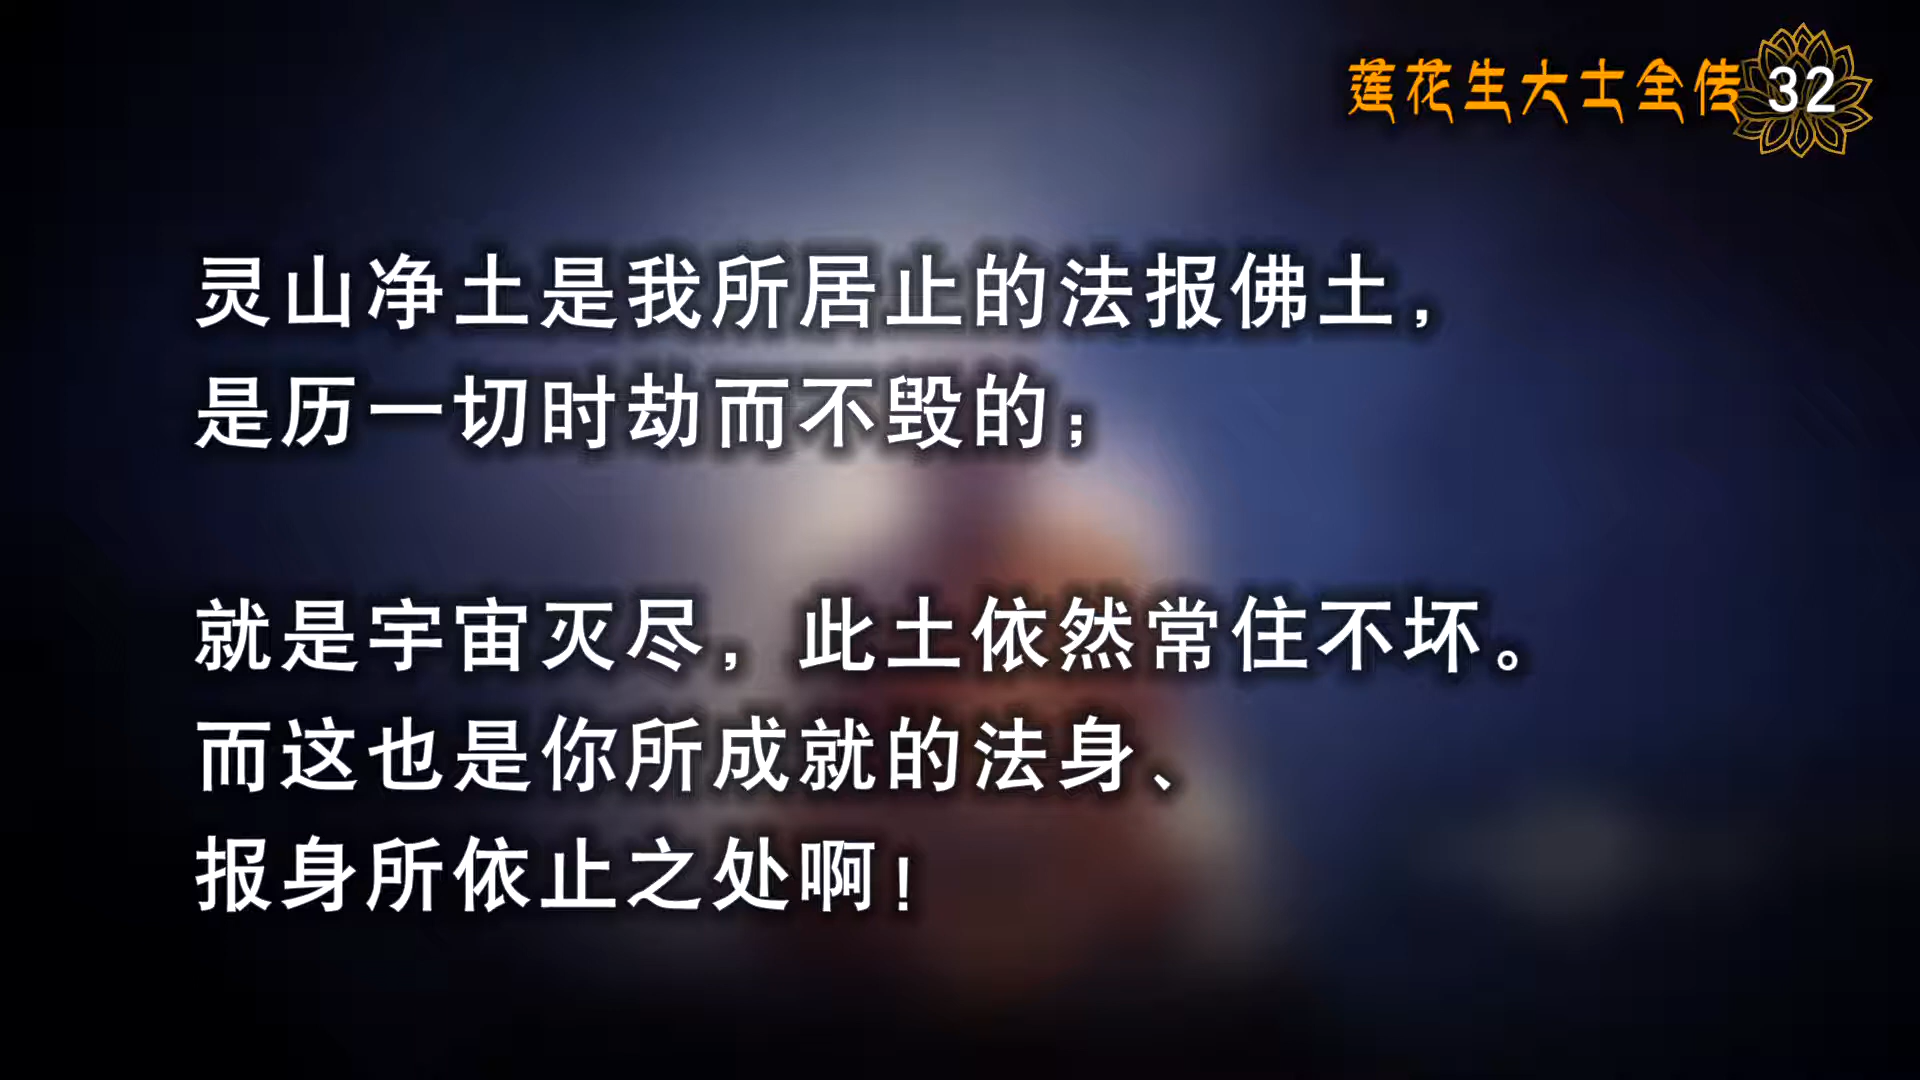 莲花生大士全传 32
灵山净土是我所居止的法报佛土，
是历一切时劫而不毁的；
就是宇宙灭尽，此土依然常住不坏。
而这也是你所成就的法身、
报身所依止之处啊！